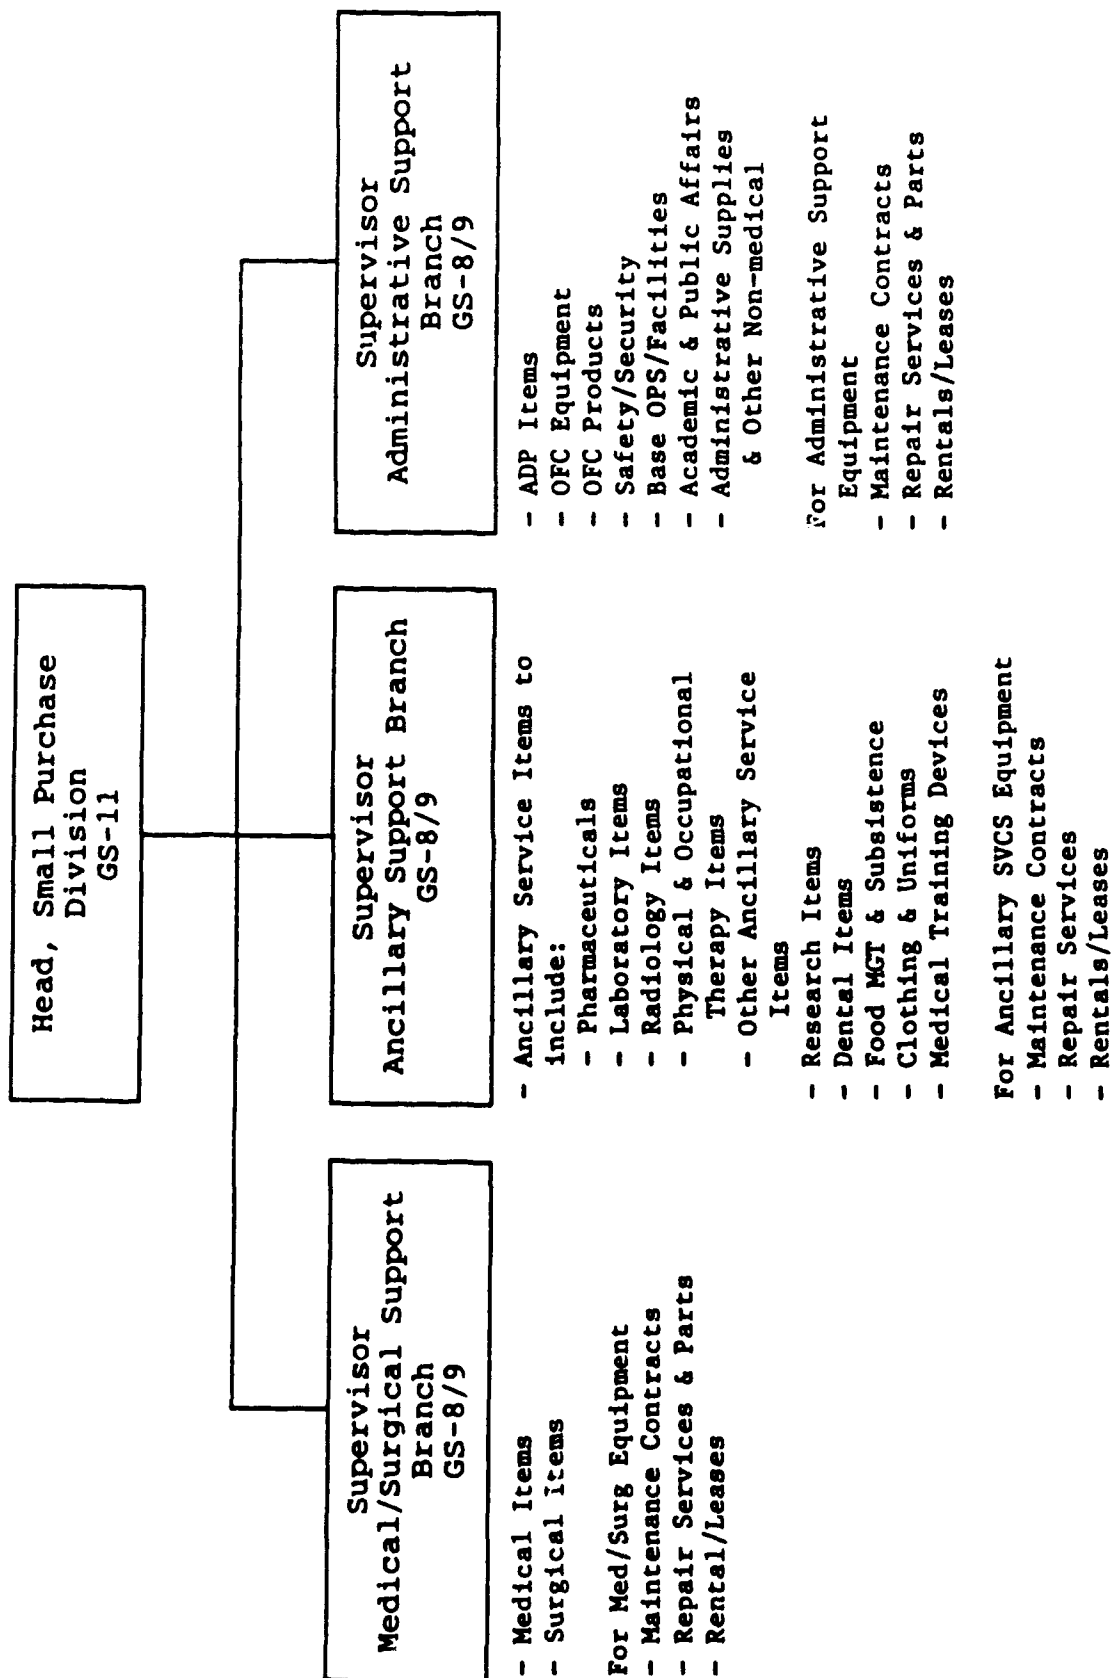 Head, Small Purchase
Division
GS-11
Supervisor
Medical/Surgical Support
Branch
GS-8/9
- Medical Items
- Surgical items
For Med/Surg Equipment
- Maintenance Contracts
- Repair Services & Parts
- Rental/Leases
Supervisor
Ancillary Support Branch
GS-8/9
- Ancillary Service Items to
include:
- Pharmaceuticals
- Laboratory Items
- Radiology Items
- Physical & Occupational
Therapy Items
- Other Ancillary Service
Items
- Research Items
- Dental Items
- Food MGT & Subsistence
- Clothing & Uniforms
- Medical Training Devices
For Ancillary SVCS Equipment
- Maintenance Contracts
- Repair Services
- Rentals/Leases
Supervisor
Administrative Support
Branch
GS-8/9
- ADP Items
- OFC Equipment
- OFC Products
- Safety/Security
- Base OPS/Facilities
- Academic & Public Affairs
- Administrative Supplies
& Other Non-medical
For Administrative Support
Equipment
- Maintenance Contracts
- Repair Services & Parts
- Rentals/Leases